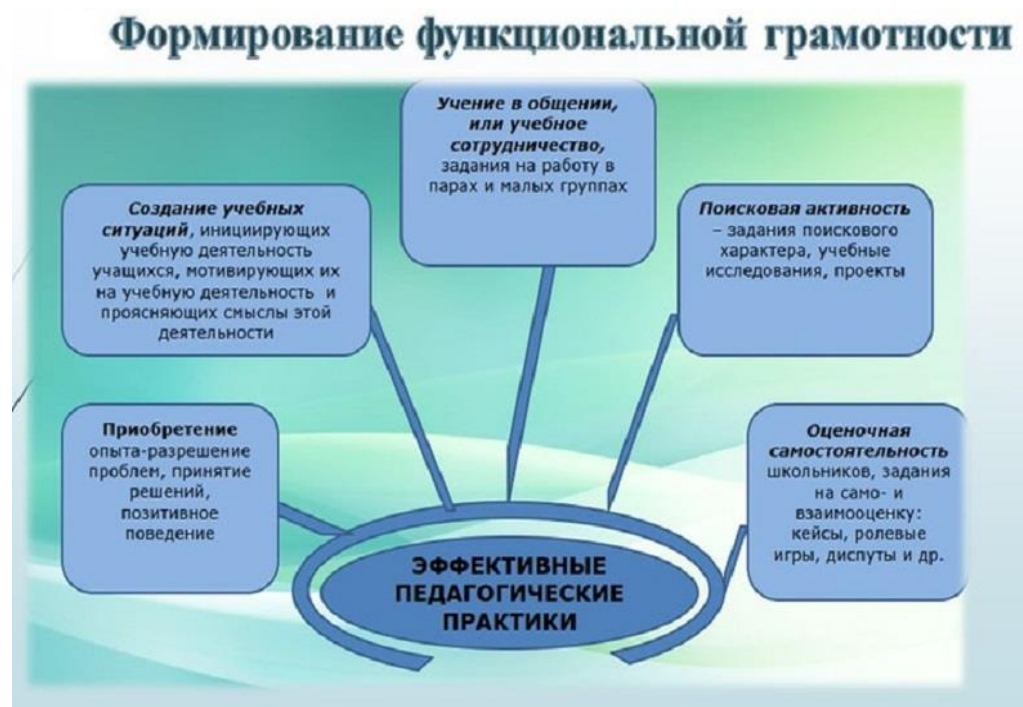 Формирование функциональной грамотности
Учение в общении,
или учебное
сотрудничество,
задания на работу в
парах и малых группах
Создание учебных
ситуаций, инициирующих
учебную деятельность
учащихся, мотивирующих их
на учебную деятельность и
проясняющих смыслы этой
деятельности
Поисковая активность
– задания поискового
характера, учебные
исследования, проекты
Приобретение
опыта-разрешение
проблем, принятие
решений,
позитивное
поведение
Оценочная
самостоятельность
школьников, задания
на само- и
взаимооценку:
кейсы, ролевые
игры, диспуты и др.
ЭФФЕКТИВНЫЕ
ПЕДАГОГИЧЕСКИЕ
ПРАКТИКИ